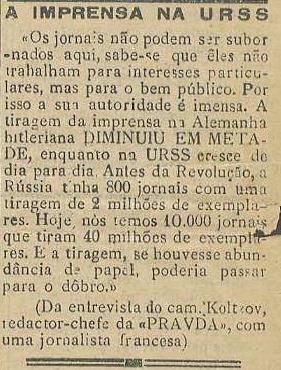 A IMPRENSA NA URSS
«Os jornais não podem ser subor
-nados aqui, sabe-se que êles não
trabalham para interesses particu-
lares, mas para o bem público. Por
isso a sua autoridade é imensa. A
tiragem da imprensa na Alemanha
hitleriana DIMINUIU EM META-
DE, enquanto na URSS cresce de
dia para dia. Antes da Revolução, a
Rússia tinha 800 jornais com uma
tiragem de 2 milhões de exempla-
res. Hoje, nós temos 10.000 jornais
que tiram 40 milhões de exempla-
res. E a tiragem, se houvesse abun-
dância de papel, poderia passar
para o dôbro.»
(Da entrevista do cam. Koltzov,
redactor-chefe da «PRAVDA», com
uma jornalista francesa)